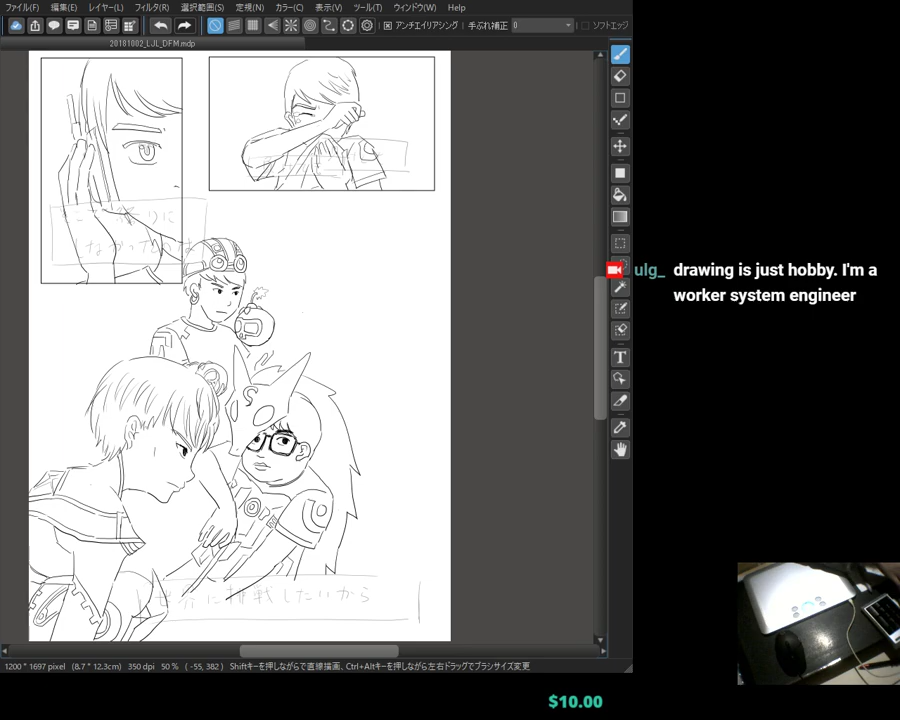 ファイル(F) 編集(E) レイヤー(L) フィルタ(R) 選択範囲(S) 定規(N) カラー(C) 表示(V) ツール(T) ウィンドウ(W) Help
アンチエイリアシング 手ぶれ補正 0 ソフトエッジ
20181002_LJL_DFM.mdp
しなかったのは
世界に挑戦したいから
ulg_ drawing is just hobby. I'm a
worker system engineer
1200 * 1697 pixel (8.7 * 12.3cm) 350 dpi 50 % ( -55, 382 ) Shiftキーを押しながらで直線描画、Ctrl+Altキーを押しながら左右ドラッグでブラシサイズ変更
$10.00